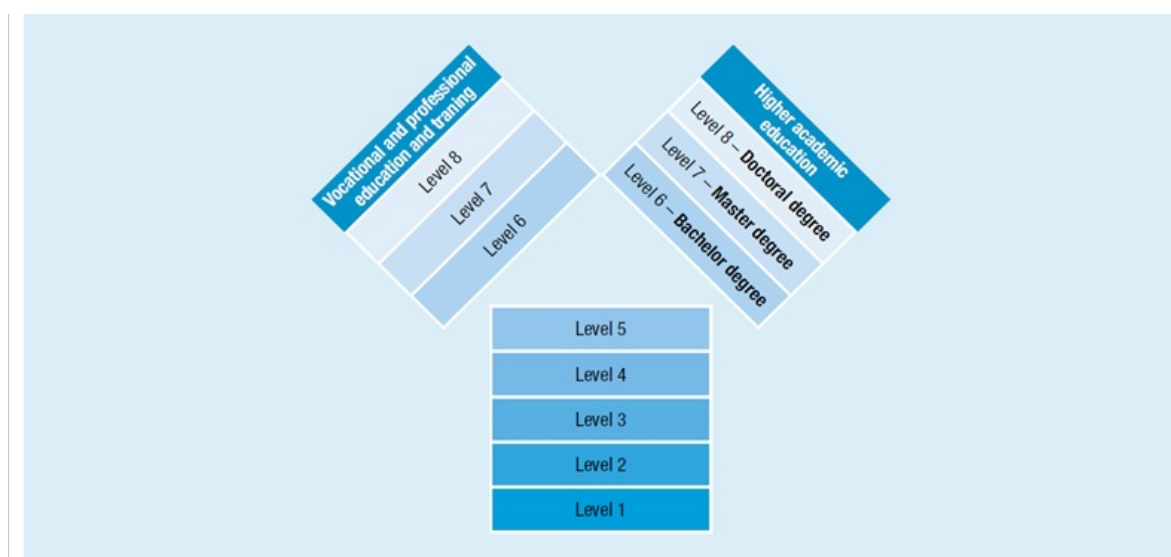 Vocational and professional
education and traning
Level 8
Level 7
Level 6
Higher academic
education
Level 8 – Doctoral degree
Level 7 – Master degree
Level 6 – Bachelor degree
Level 5
Level 4
Level 3
Level 2
Level 1